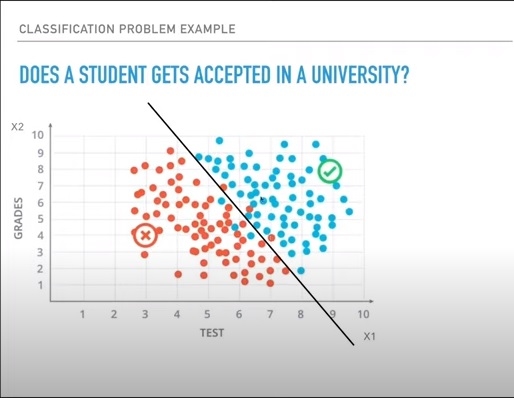 CLASSIFICATION PROBLEM EXAMPLE
DOES A STUDENT GETS ACCEPTED IN A UNIVERSITY?
X2
10
9
8
7
6
5
4
3
2
1
GRADES
1 2 3 4 5 6 7 8 9 10
TEST
X1